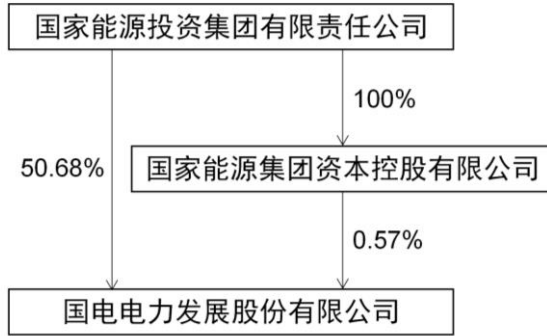 国家能源投资集团有限责任公司
100%
50.68%
国家能源集团资本控股有限公司
0.57%
国电电力发展股份有限公司